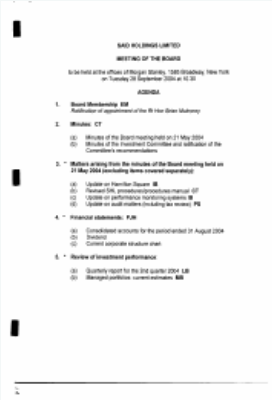 SAID HOLDINGS LIMITED
MEETING OF THE BOARD
to be held at the offices of Morgan Stanley, 1585 Broadway, New York
on Tuesday 28 September 2004 at 10.30
AGENDA
1. Board Membership
Ratification of appointment of the Rt Hon Brian Mulroney
2. Minutes: CT
(a) Minutes of the Board meeting held on 21 May 2004
(b) Minutes of the Investment Committee and ratification of the
Committee's recommendations
3. * Matters arising from the minutes of the Board meeting held on
21 May 2004 (excluding items covered separately):
(a) Update on Hamilton Square
(b) Revised SHL procedures/procedures manual CT
(c) Update on performance monitoring systems
(d) Update on audit matters (including tax review)
4. * Financial statements: PJN
(a) Consolidated accounts for the period ended 31 August 2004
(b) Dividend
(c) Current corporate structure chart
5. * Review of investment performance:
(a) Quarterly report for the 2nd quarter 2004
(b) Managed portfolios: current estimates